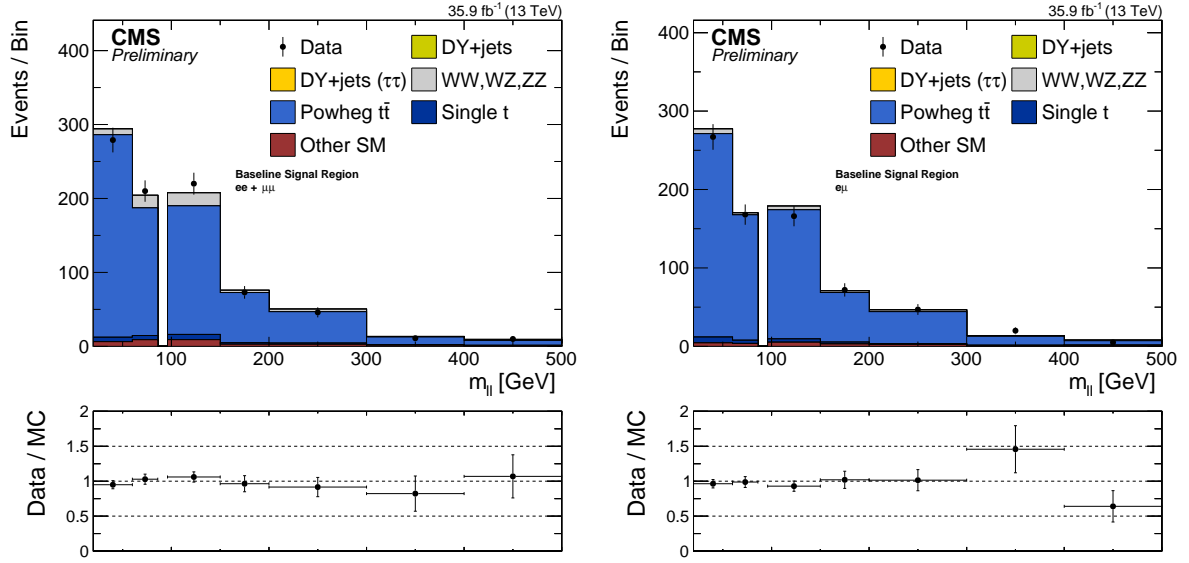 35.9 fb⁻¹ (13 TeV)
Events / Bin
400
300
200
100
0
CMS
Preliminary
Data
DY+jets
DY+jets (ττ)
WW,WZ,ZZ
Powheg tt̄
Single t
Other SM
Baseline Signal Region
ee + μμ
100 200 300 400 500
m_ll [GeV]
Data / MC
2
1.5
1
0.5
0
35.9 fb⁻¹ (13 TeV)
Events / Bin
400
300
200
100
0
CMS
Preliminary
Data
DY+jets
DY+jets (ττ)
WW,WZ,ZZ
Powheg tt̄
Single t
Other SM
Baseline Signal Region
eμ
100 200 300 400 500
m_ll [GeV]
Data / MC
2
1.5
1
0.5
0